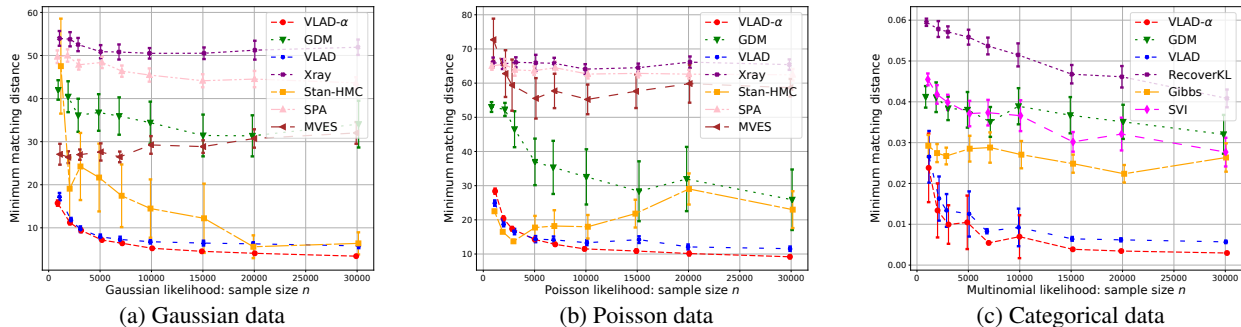 Minimum matching distance
60
50
40
30
20
10
0
5000
10000
15000
20000
25000
30000
Gaussian likelihood: sample size n
VLAD-α
GDM
VLAD
Xray
Stan-HMC
SPA
MVES
(a) Gaussian data
Minimum matching distance
80
70
60
50
40
30
20
10
0
5000
10000
15000
20000
25000
30000
Poisson likelihood: sample size n
VLAD-α
GDM
VLAD
Xray
Stan-HMC
SPA
MVES
(b) Poisson data
Minimum matching distance
0.06
0.05
0.04
0.03
0.02
0.01
0.00
0
5000
10000
15000
20000
25000
30000
Multinomial likelihood: sample size n
VLAD-α
GDM
VLAD
RecoverKL
Gibbs
SVI
(c) Categorical data